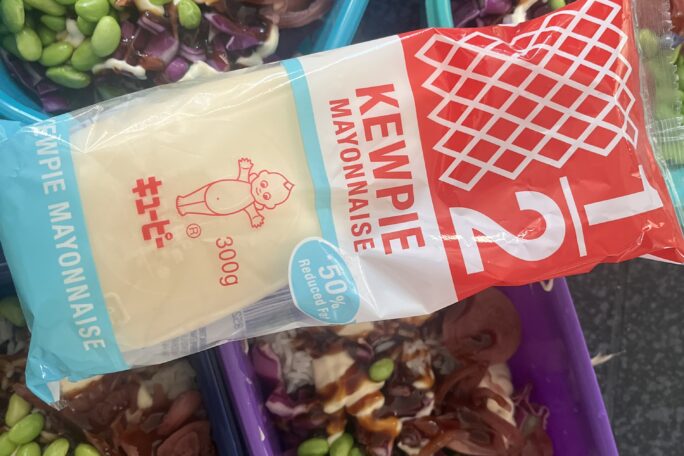 KEWPIE MAYONNAISE
キユーピー
®
300g
50%
Reduced Fat
KEWPIE
MAYONNAISE
1/2